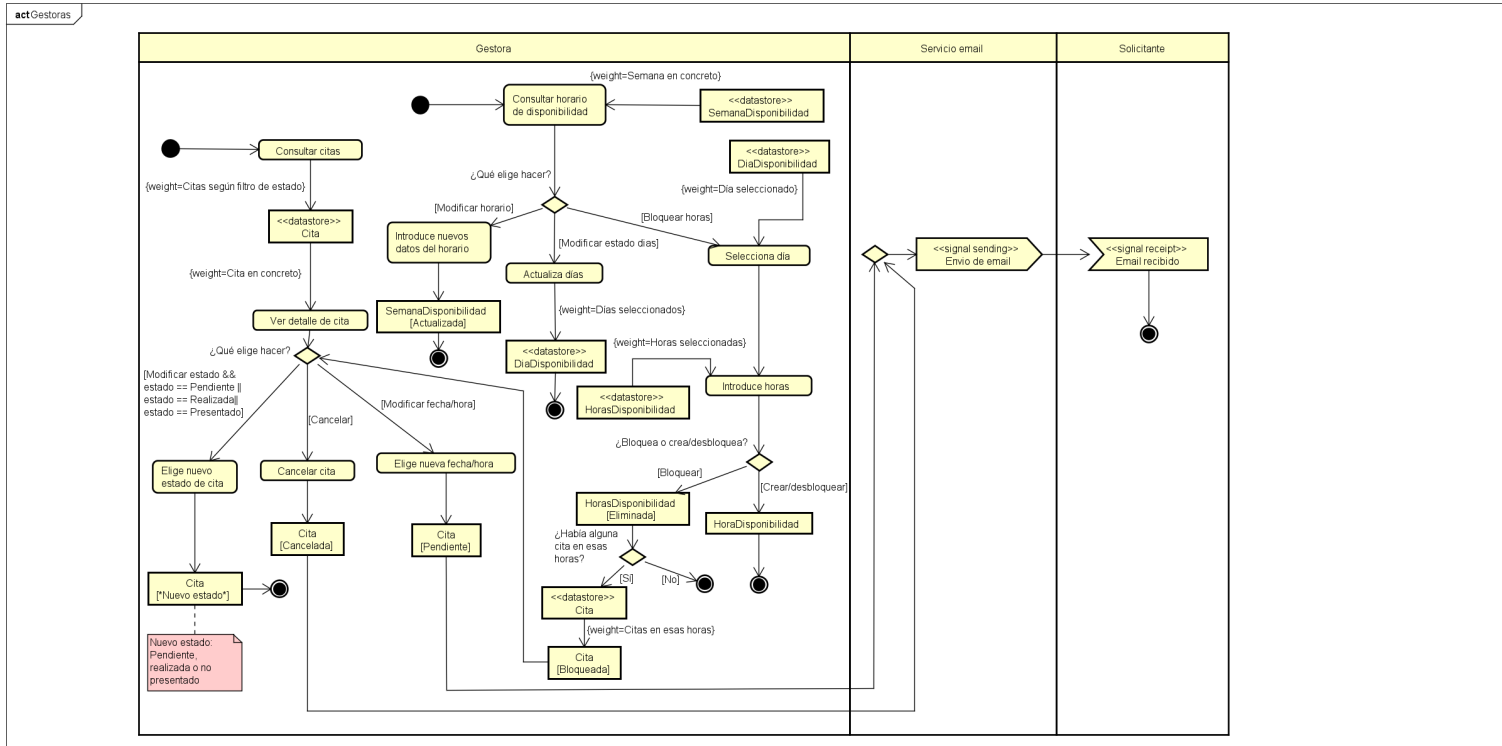 act Gestoras
Gestora
Servicio email
Solicitante
{weight=Semana en concreto}
Consultar horario
de disponibilidad
<<datastore>>
SemanaDisponibilidad
Consultar citas
<<datastore>>
DiaDisponibilidad
¿Qué elige hacer?
{weight=Citas según filtro de estado}
{weight=Día seleccionado}
[Modificar horario]
[Bloquear horas]
<<datastore>>
Cita
Introduce nuevos
datos del horario
[Modificar estado dias]
Selecciona día
<<signal sending>>
Envio de email
<<signal receipt>>
Email recibido
{weight=Cita en concreto}
Actualiza días
SemanaDisponibilidad
[Actualizada]
{weight=Días seleccionados}
Ver detalle de cita
¿Qué elige hacer?
<<datastore>>
DiaDisponibilidad
{weight=Horas seleccionadas}
[Modificar estado &&
estado == Pendiente ||
estado == Realizada||
estado == Presentado]
[Modificar fecha/hora]
[Cancelar]
<<datastore>>
HorasDisponibilidad
Introduce horas
¿Bloquea o crea/desbloquea?
Elige nuevo
estado de cita
Cancelar cita
Elige nueva fecha/hora
[Bloquear]
[Crear/desbloquear]
HorasDisponibilidad
[Eliminada]
HoraDisponibilidad
Cita
[Cancelada]
Cita
[Pendiente]
¿Había alguna
cita en esas
horas?
[Sí]
[No]
Cita
[*Nuevo estado*]
<<datastore>>
Cita
{weight=Citas en esas horas}
Nuevo estado:
Pendiente,
realizada o no
presentado
Cita
[Bloqueada]